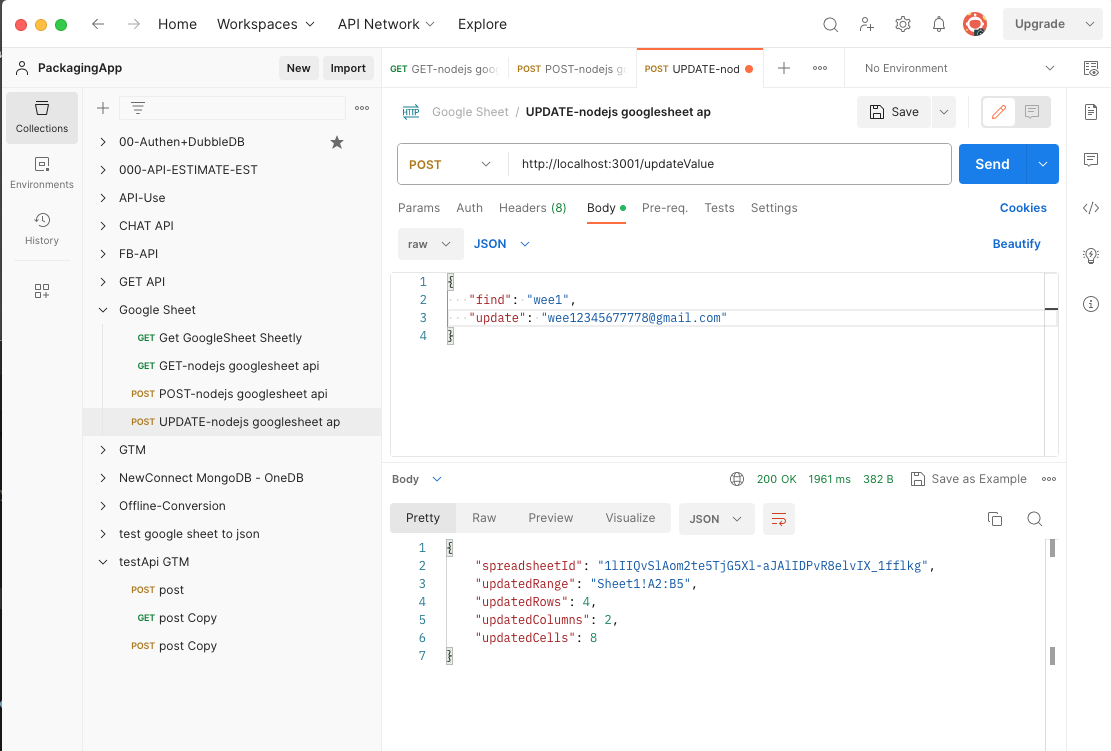 Home Workspaces API Network Explore Upgrade
PackagingApp New Import
GET GET-nodejs goo
POST POST-nodejs g
POST UPDATE-nod
No Environment
Collections
Environments
History
00-Authen+DubbleDB
000-API-ESTIMATE-EST
API-Use
CHAT API
FB-API
GET API
Google Sheet
GET Get GoogleSheet Sheetly
GET GET-nodejs googlesheet api
POST POST-nodejs googlesheet api
POST UPDATE-nodejs googlesheet ap
GTM
NewConnect MongoDB - OneDB
Offline-Conversion
test google sheet to json
testApi GTM
POST post
GET post Copy
POST post Copy
HTTP Google Sheet / UPDATE-nodejs googlesheet ap Save
POST http://localhost:3001/updateValue Send
Params Auth Headers (8) Body Pre-req. Tests Settings Cookies
raw JSON Beautify
1 {
2 "find": "wee1",
3 "update": "wee12345677778@gmail.com"
4 }
Body 200 OK 1961 ms 382 B Save as Example
Pretty Raw Preview Visualize JSON
1 {
2 "spreadsheetId": "1lIIQvSlAom2te5TjG5Xl-aJAlIDPvR8elvIX_1fflkg",
3 "updatedRange": "Sheet1!A2:B5",
4 "updatedRows": 4,
5 "updatedColumns": 2,
6 "updatedCells": 8
7 }